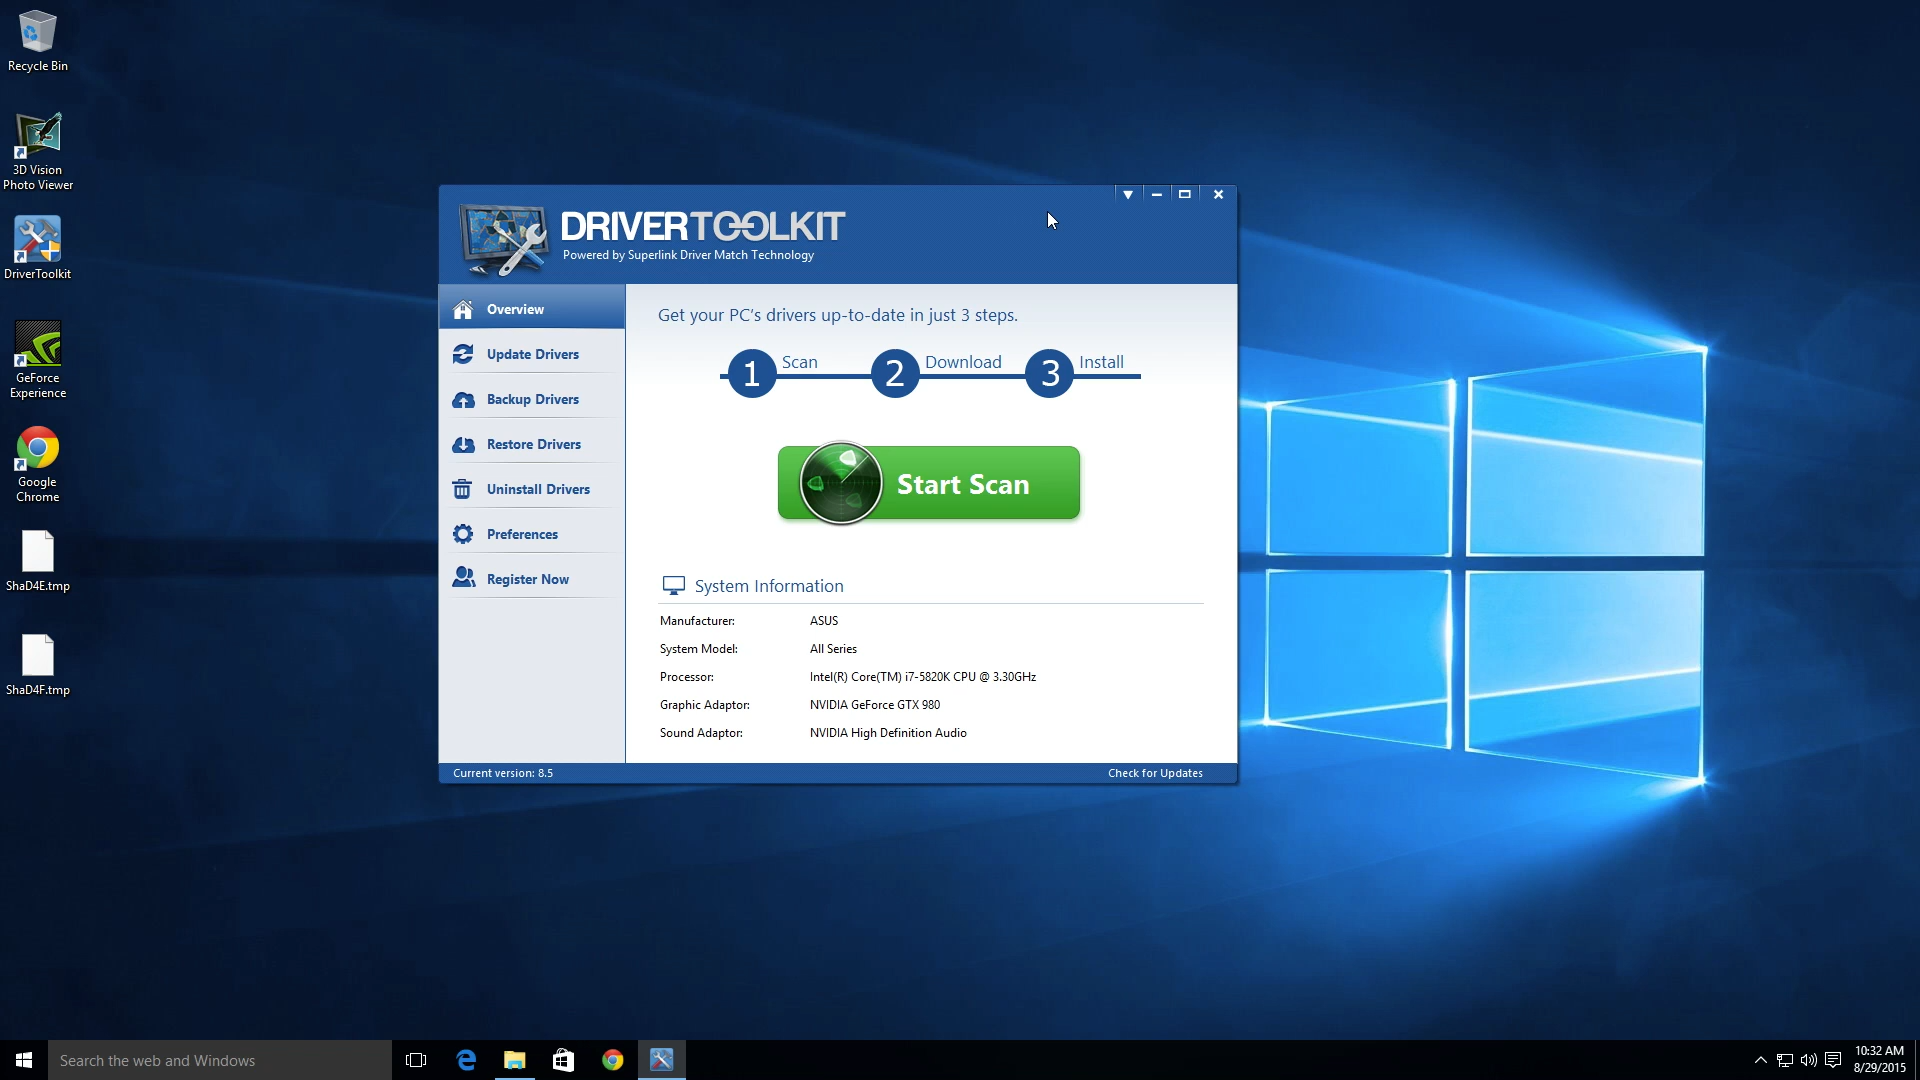 Recycle Bin
3D Vision
Photo Viewer
DriverToolkit
GeForce
Experience
Google
Chrome
ShaD4E.tmp
ShaD4F.tmp
DRIVERTOOLKIT
Powered by Superlink Driver Match Technology
Overview
Update Drivers
Backup Drivers
Restore Drivers
Uninstall Drivers
Preferences
Register Now
Get your PC's drivers up-to-date in just 3 steps.
1 Scan 2 Download 3 Install
Start Scan
System Information
Manufacturer: ASUS
System Model: All Series
Processor: Intel(R) Core(TM) i7-5820K CPU @ 3.30GHz
Graphic Adaptor: NVIDIA GeForce GTX 980
Sound Adaptor: NVIDIA High Definition Audio
Current version: 8.5 Check for Updates
Search the web and Windows
10:32 AM
8/29/2015